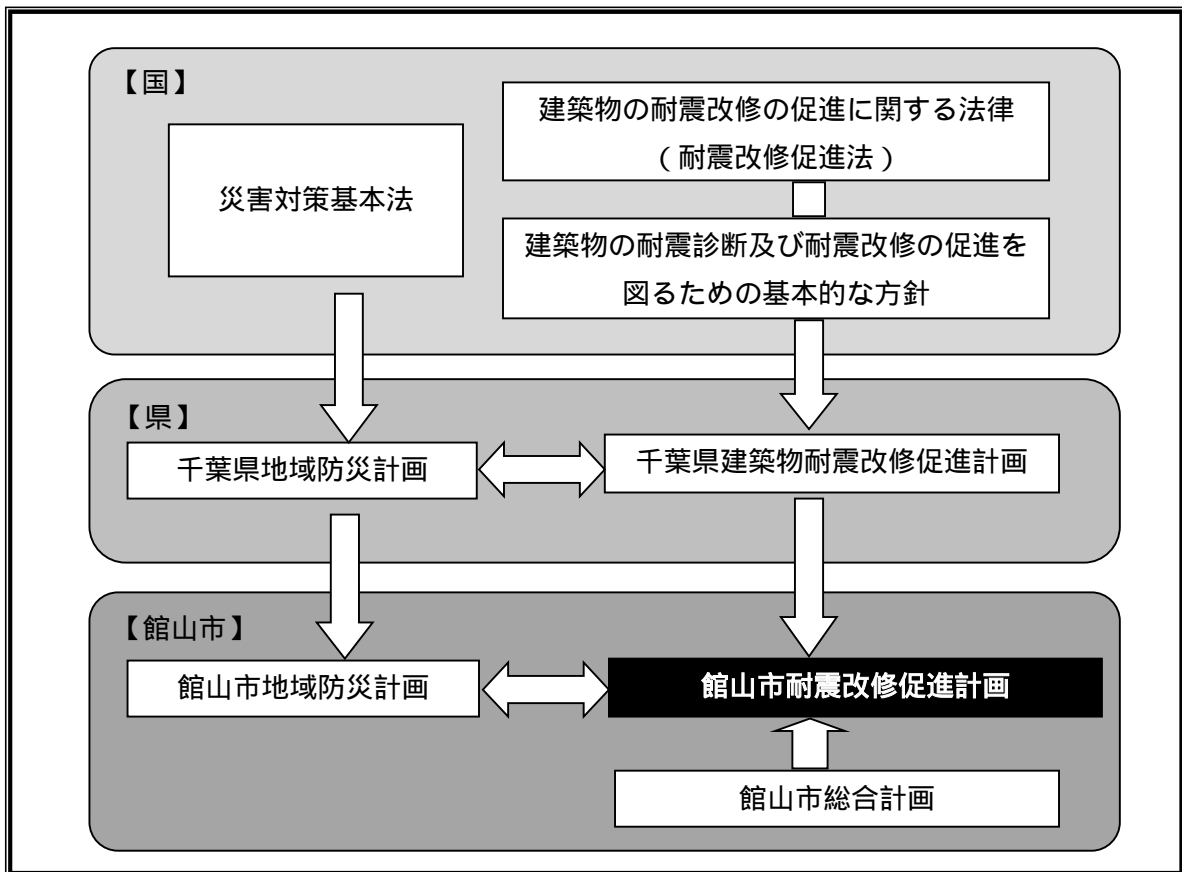 【国】
災害対策基本法
建築物の耐震改修の促進に関する法律
(耐震改修促進法)
建築物の耐震診断及び耐震改修の促進を
図るための基本的な方針
【県】
千葉県地域防災計画
千葉県建築物耐震改修促進計画
【館山市】
館山市地域防災計画
館山市耐震改修促進計画
館山市総合計画